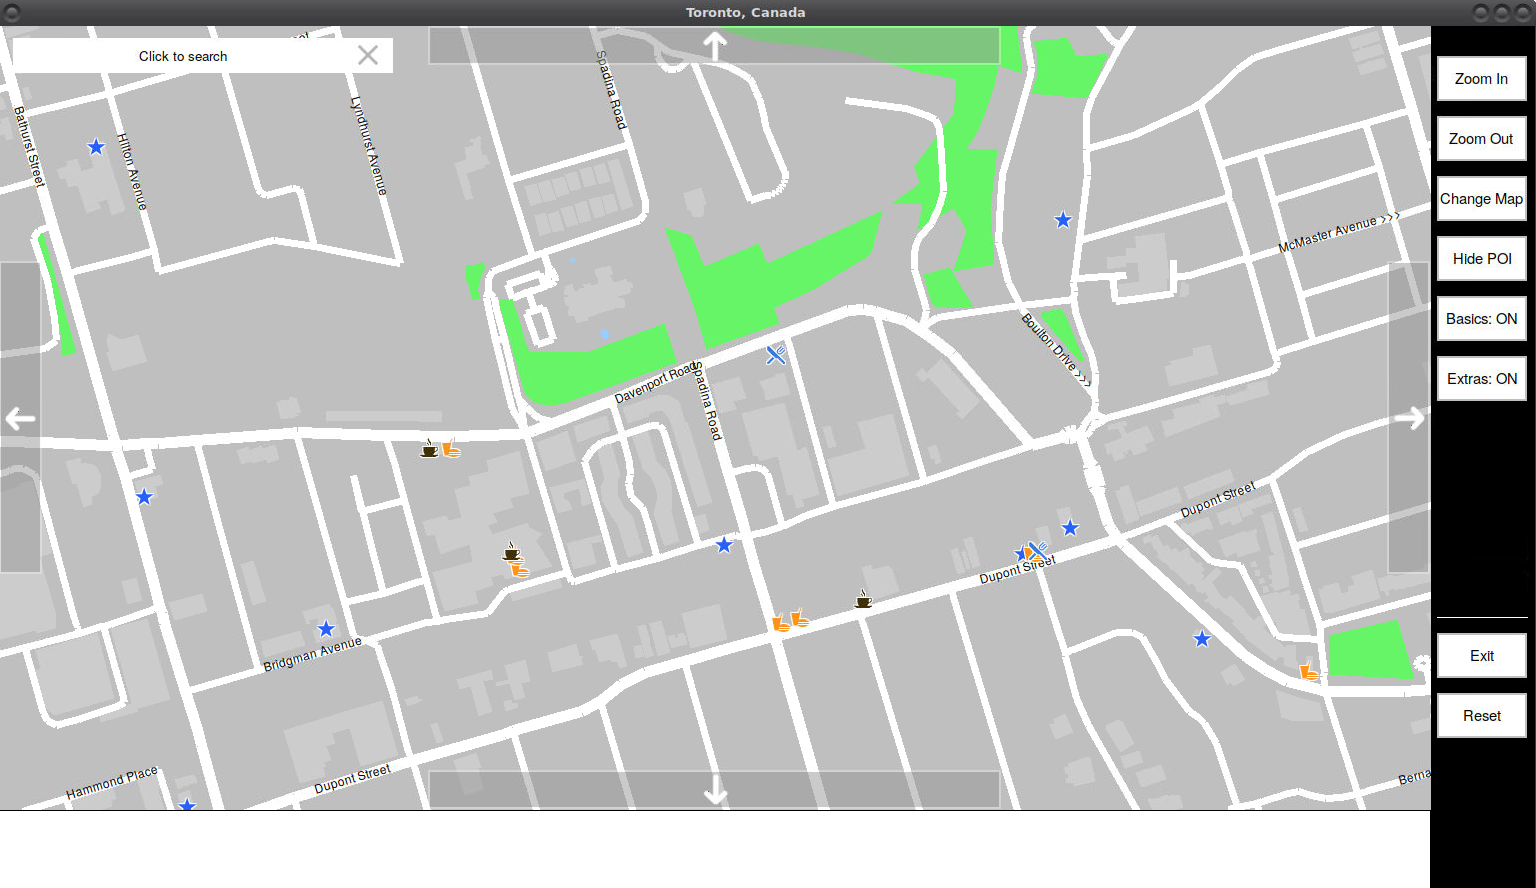 Toronto, Canada
Click to search
Zoom In
Zoom Out
Change Map
Hide POI
Basics: ON
Extras: ON
Exit
Reset
Bathurst Street
Hilton Avenue
Lyndhurst Avenue
Spadina Road
McMaster Avenue >>>
Boulton Drive >>>
Davenport Road
Spadina Road
Dupont Street
Dupont Street
Bridgman Avenue
Hammond Place
Dupont Street
Berna